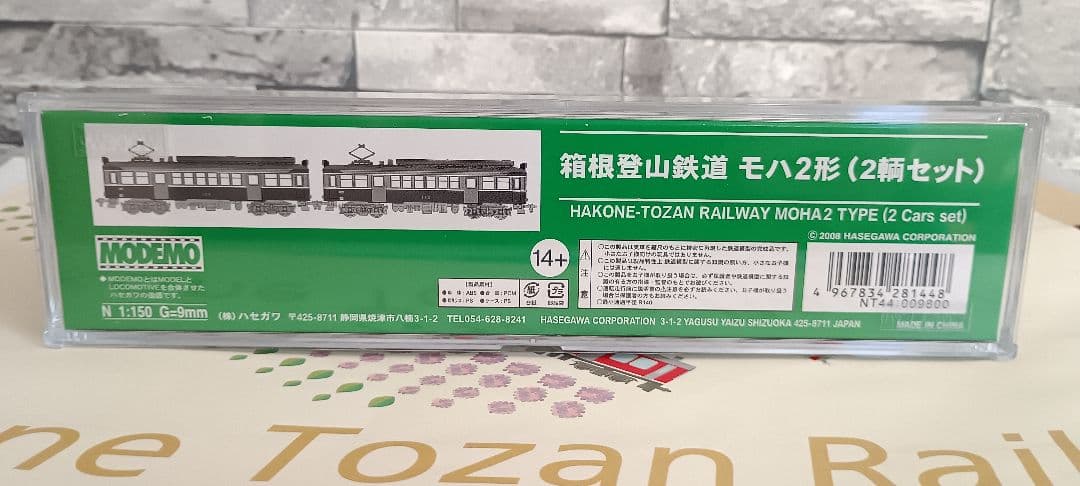 箱根登山鉄道 モハ2形(2輌セット)
HAKONE-TOZAN RAILWAY MOHA2 TYPE (2 Cars set)
© 2008 HASEGAWA CORPORATION
MODEMO
●MODEMOとはMODELと
LOCOMOTIVEを合体させた
ハセガワの造語です。
14+
注意
4 967834 281448
NT44 009800
N 1:150 G=9mm (株)ハセガワ 〒425-8711 静岡県焼津市八楠3-1-2 TEL054-628-8241 HASEGAWA CORPORATION 3-1-2 YAGUSU YAIZU SHIZUOKA 425-8711 JAPAN
MADE IN CHINA
ne Tozan Rail